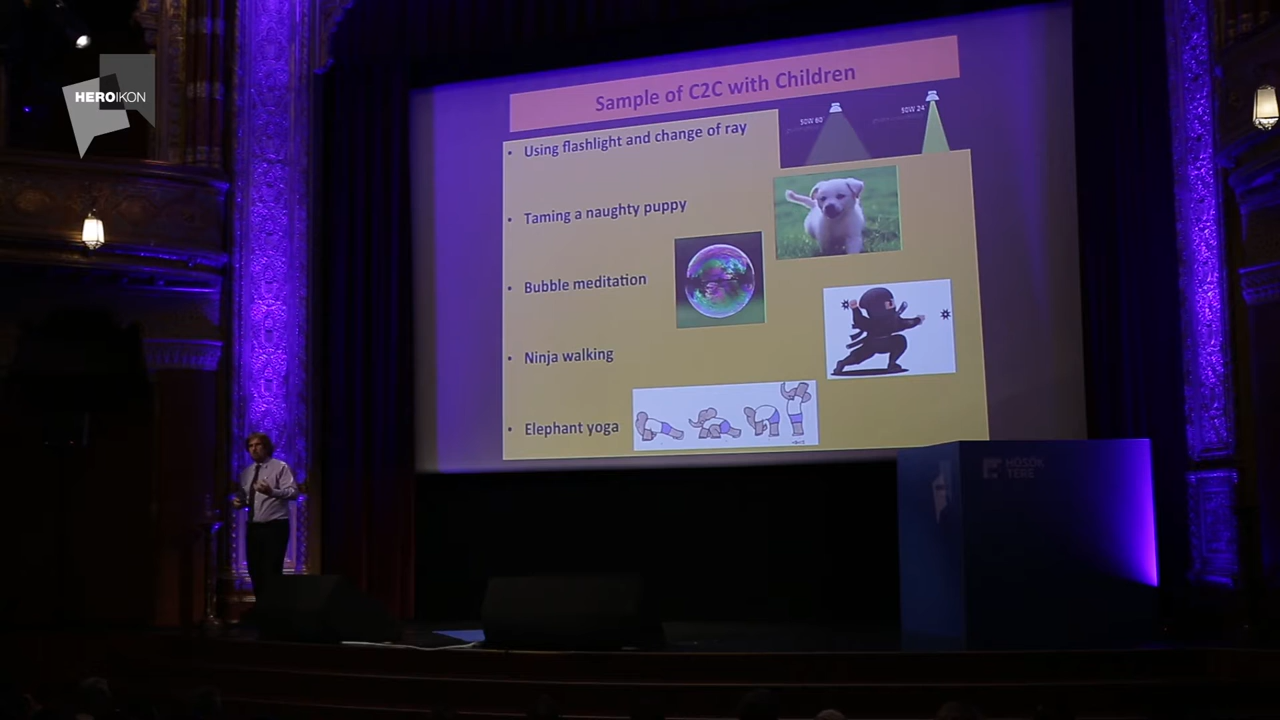 HEROIKON
Sample of C2C with Children
50W 60°
50W 24°
• Using flashlight and change of ray
• Taming a naughty puppy
• Bubble meditation
• Ninja walking
• Elephant yoga
HŐSÖK
TERE